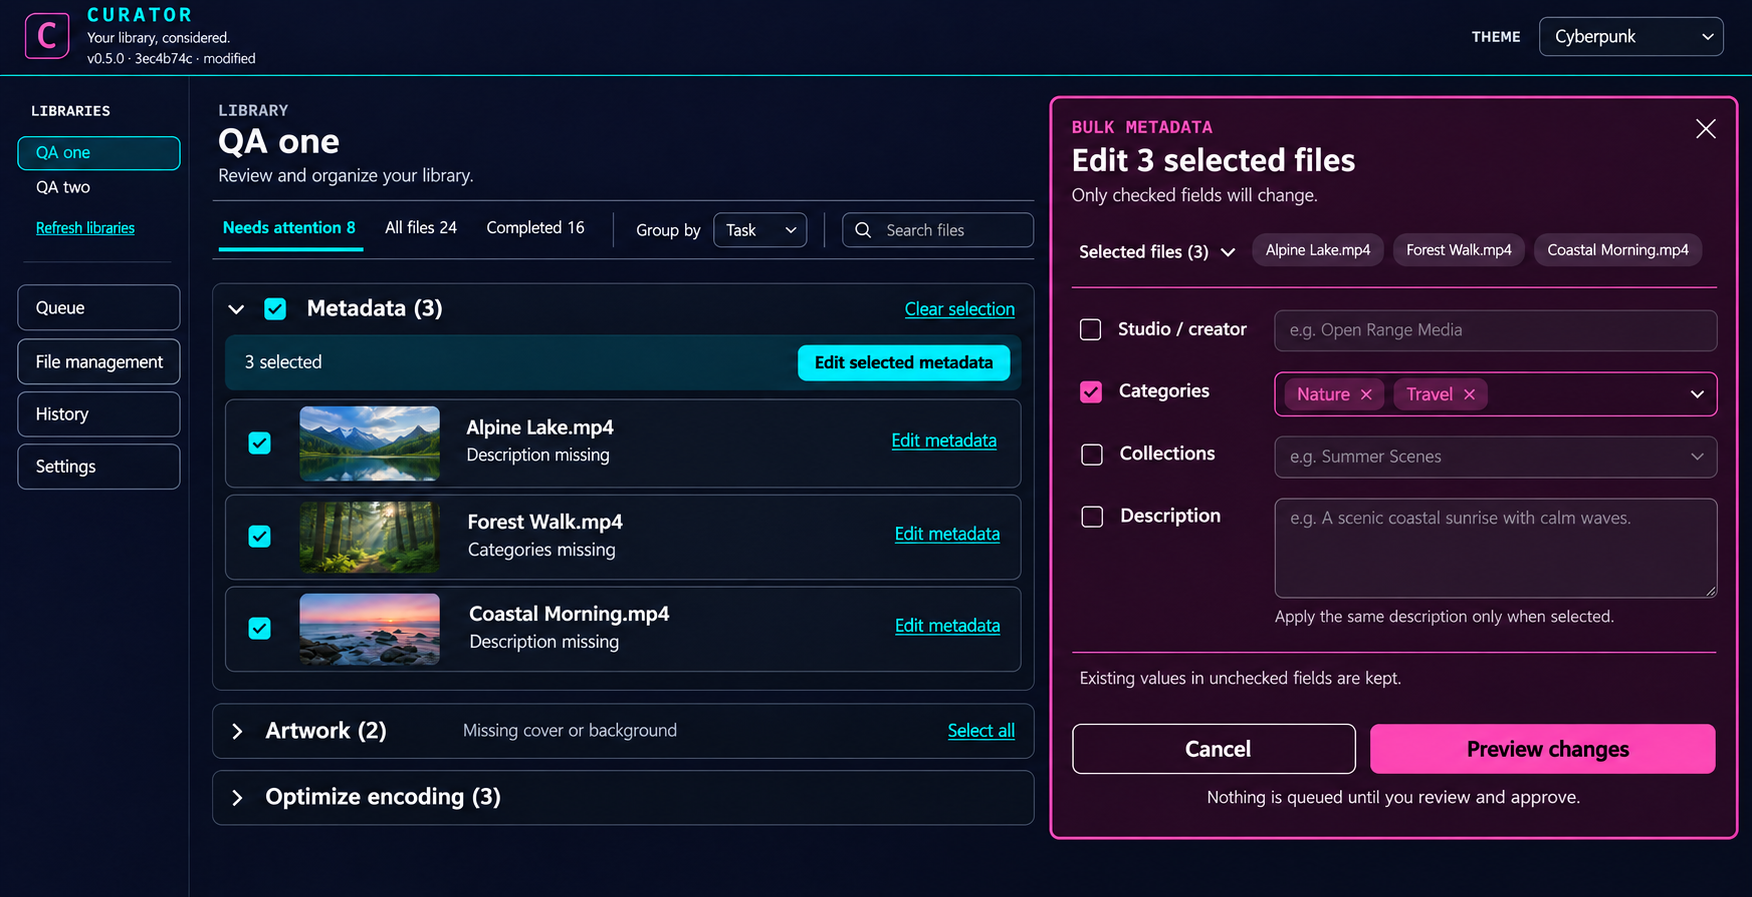 C
CURATOR
Your library, considered.
v0.5.0 · 3ec4b74c · modified
THEME
Cyberpunk
LIBRARIES
QA one
QA two
Refresh libraries
Queue
File management
History
Settings
LIBRARY
QA one
Review and organize your library.
Needs attention 8
All files 24
Completed 16
Group by
Task
Search files
Metadata (3)
Clear selection
3 selected
Edit selected metadata
Alpine Lake.mp4
Description missing
Edit metadata
Forest Walk.mp4
Categories missing
Edit metadata
Coastal Morning.mp4
Description missing
Edit metadata
Artwork (2)
Missing cover or background
Select all
Optimize encoding (3)
BULK METADATA
Edit 3 selected files
Only checked fields will change.
Selected files (3)
Alpine Lake.mp4
Forest Walk.mp4
Coastal Morning.mp4
Studio / creator
e.g. Open Range Media
Categories
Nature
Travel
Collections
e.g. Summer Scenes
Description
e.g. A scenic coastal sunrise with calm waves.
Apply the same description only when selected.
Existing values in unchecked fields are kept.
Cancel
Preview changes
Nothing is queued until you review and approve.